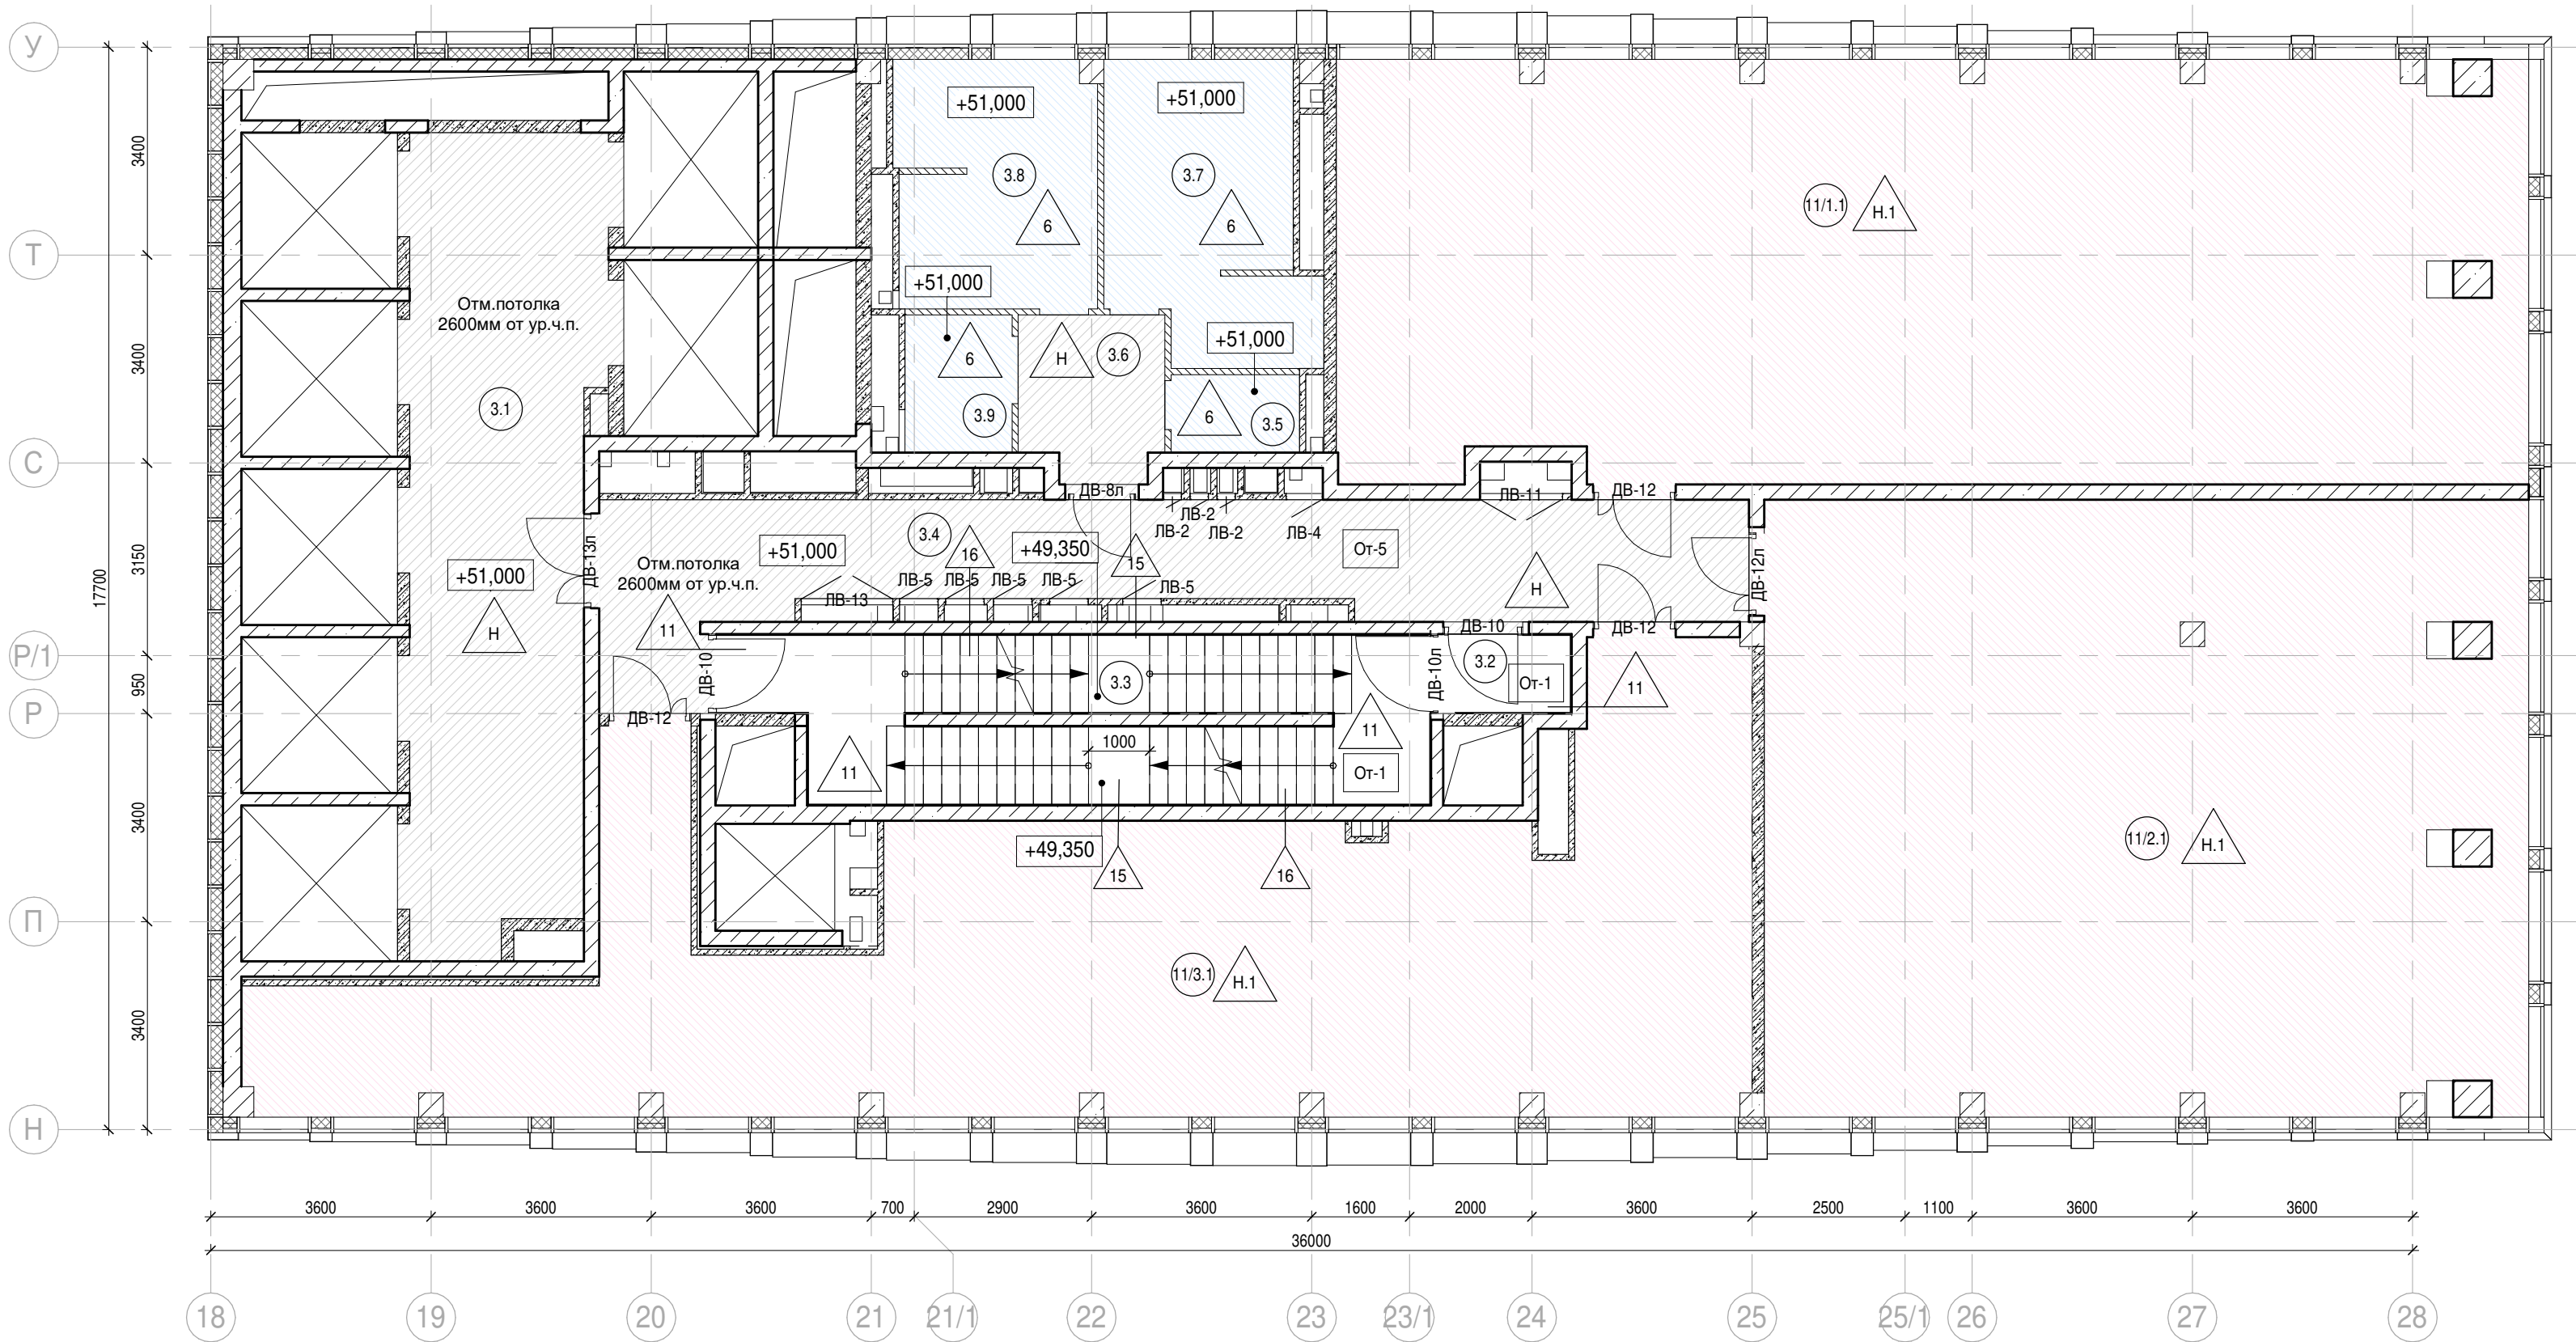 У
+51,000
+51,000
3400
3.8
3.7
6
6
11/1.1
Н.1
Т
+51,000
Отм.потолка
2600мм от ур.ч.п.
+51,000
17700
3400
6
Н
3.6
3.1
3.9
6
3.5
С
ДВ-8л
ЛВ-11
ДВ-12
ЛВ-2
ЛВ-2
ЛВ-2
ЛВ-4
3.4
16
+49,350
+51,000
От-5
15
3150
Отм.потолка
2600мм от ур.ч.п.
+51,000
ДВ-13л
ДВ-12л
ЛВ-13
ЛВ-5
ЛВ-5
ЛВ-5
ЛВ-5
ЛВ-5
Н
Н
11
ДВ-10
ДВ-12
Р/1
950
ДВ-10
3.3
ДВ-10л
3.2
От-1
11
Р
ДВ-12
11
1000
11
От-1
3400
+49,350
15
16
11/2.1
Н.1
П
11/3.1
Н.1
3400
Н
3600
3600
3600
700
2900
3600
1600
2000
3600
2500
1100
3600
3600
36000
18
19
20
21
21/1
22
23
23/1
24
25
25/1
26
27
28